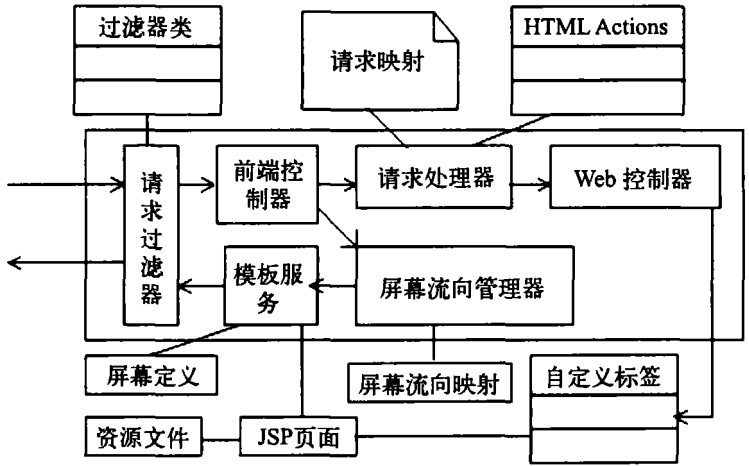 过滤器类
请求映射
HTML Actions
请求过滤器
前端控
制器
请求处理器
Web 控制器
模板服
务
屏幕流向管理器
屏幕定义
屏幕流向映射
自定义标签
资源文件
JSP页面